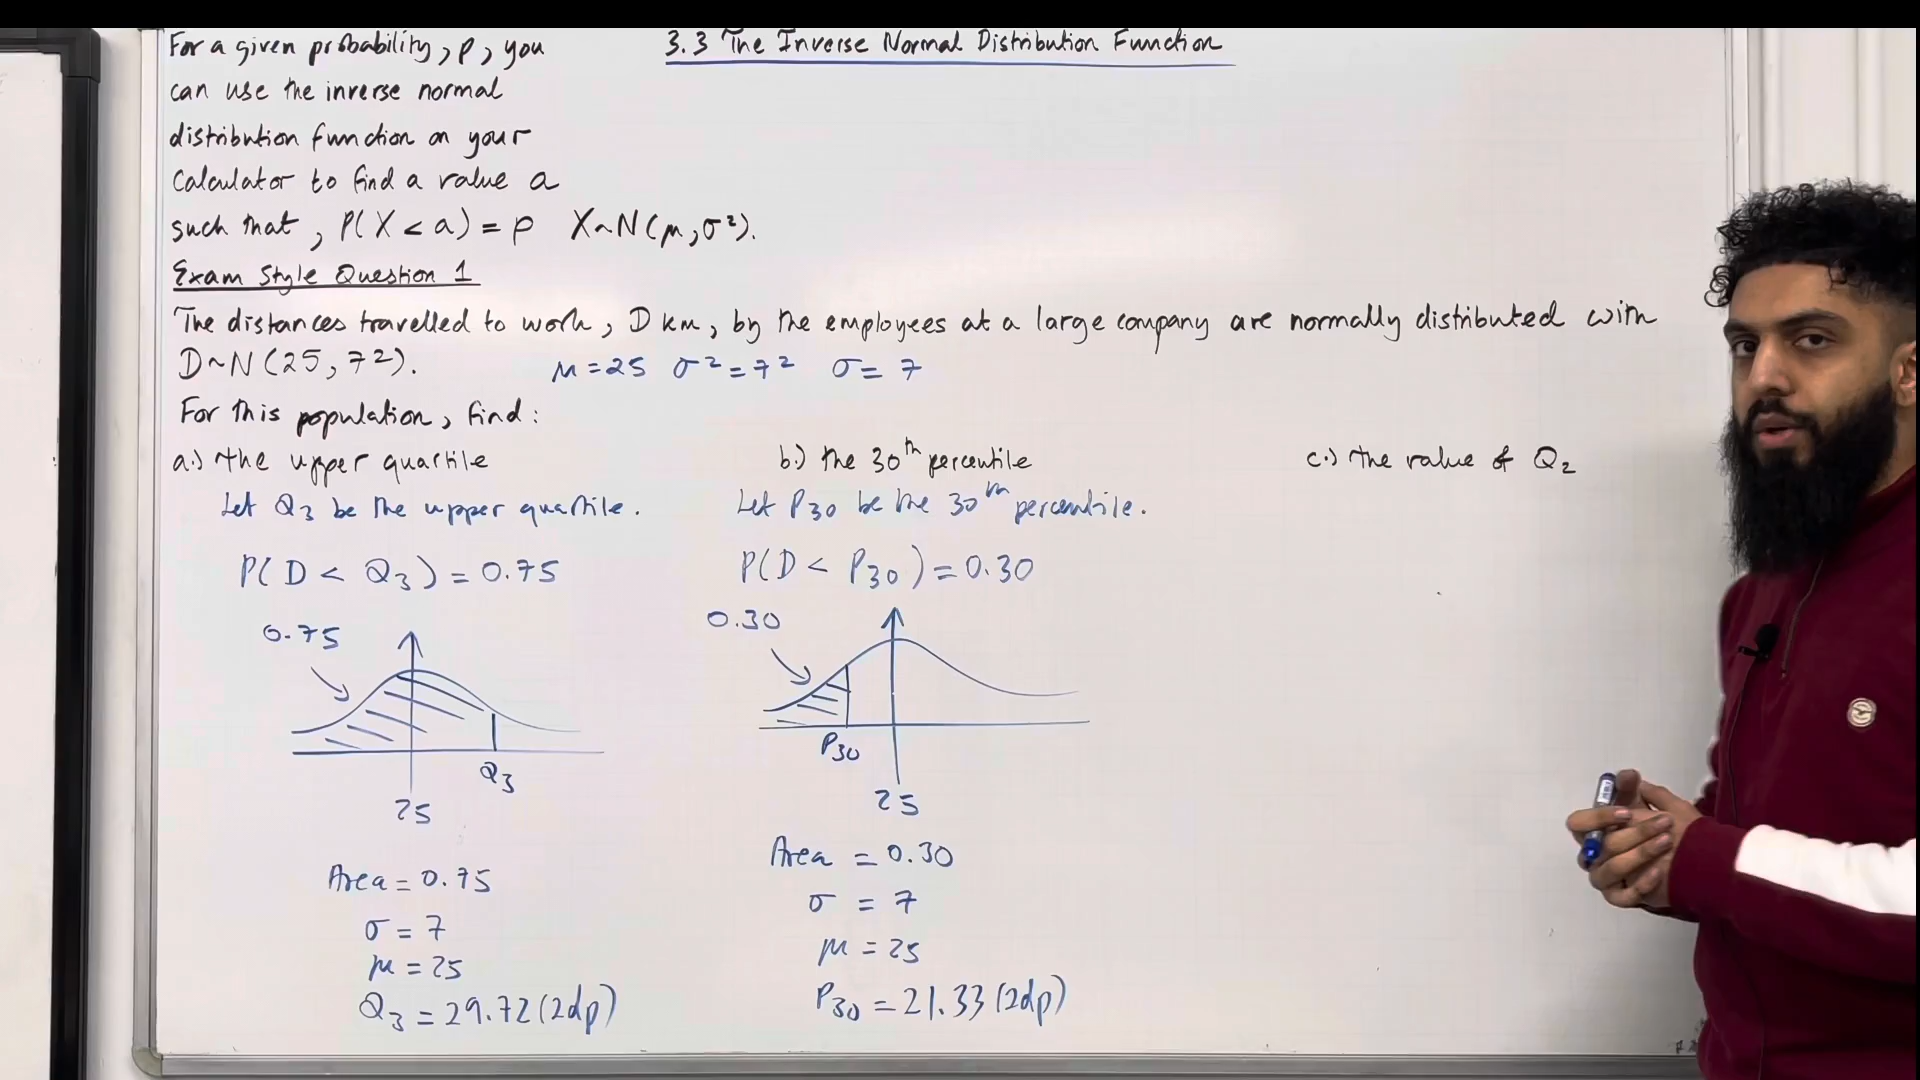 3.3 The Inverse Normal Distribution Function
For a given probability, p, you
can use the inverse normal
distribution function on your
Calculator to find a value a
such that, P(X < a) = p X~N(μ, σ²).
Exam Style Question 1
The distances travelled to work, D km, by the employees at a large company are normally distributed with
D~N(25, 7²). μ = 25 σ² = 7² σ = 7
For this population, find:
a.) the upper quartile
Let Q₃ be the upper quartile.
P(D < Q₃) = 0.75
0.75
Q₃
25
Area = 0.75
σ = 7
μ = 25
Q₃ = 29.72 (2dp)
b.) the 30th percentile
Let P₃₀ be the 30th percentile.
P(D < P₃₀) = 0.30
0.30
P₃₀
25
Area = 0.30
σ = 7
μ = 25
P₃₀ = 21.33 (2dp)
c.) the value of Q₂